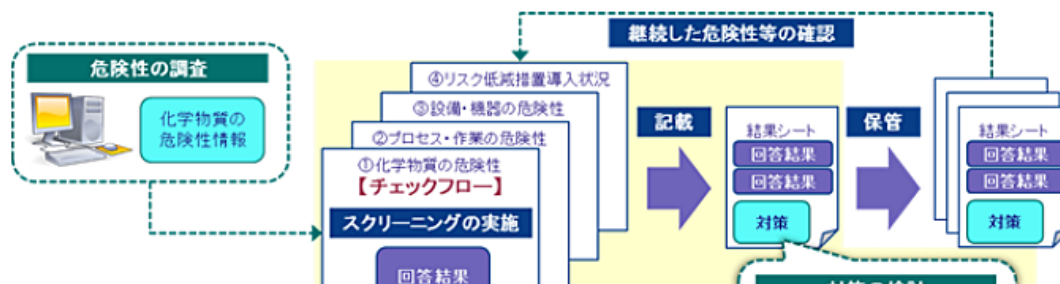 継続した危険性等の確認
危険性の調査
化学物質の
危険性情報
④リスク低減措置導入状況
③設備・機器の危険性
②プロセス・作業の危険性
①化学物質の危険性
【チェックフロー】
スクリーニングの実施
回答結果
記載
結果シート
回答結果
回答結果
対策
保管
結果シート
回答結果
回答結果
対策